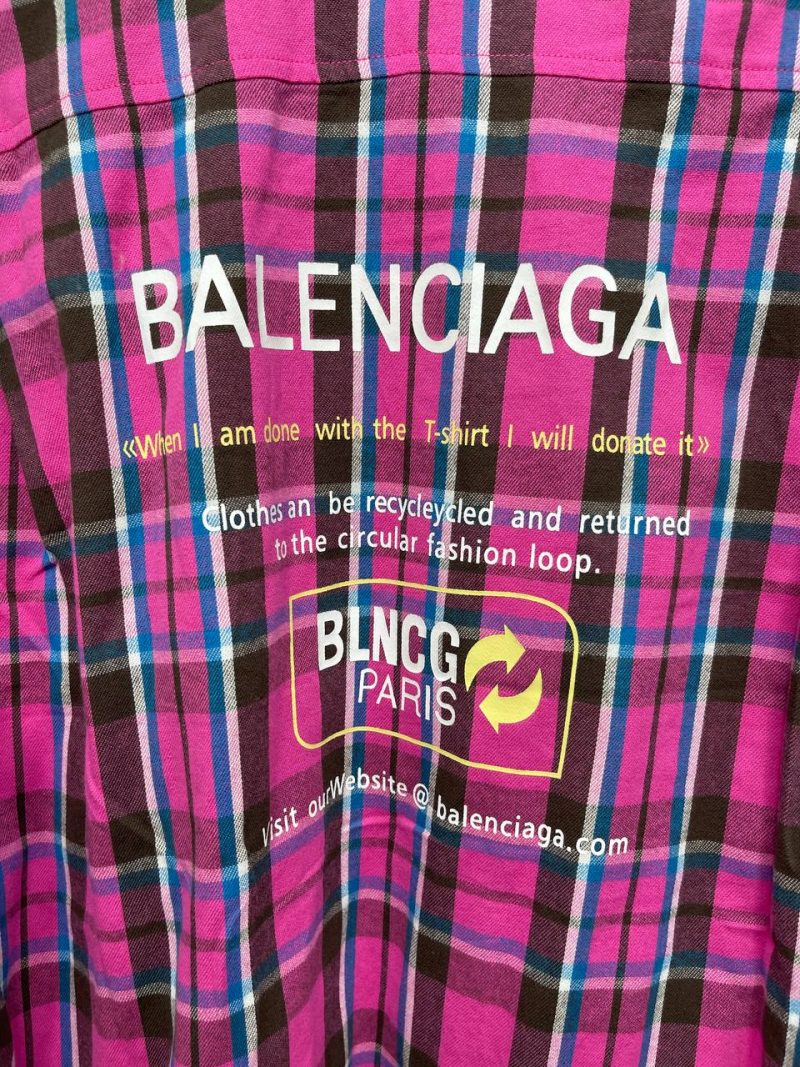 BALENCIAGA
«When I am done with the T-shirt I will donate it»
Clothes an be recycleycled and returned
to the circular fashion loop.
BLNCG
PARIS
Visit ourWebsite @.balenciaga.com